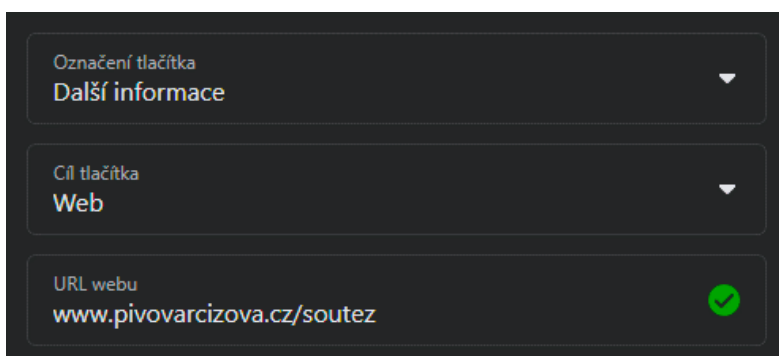 Označení tlačítka
Další informace
Cíl tlačítka
Web
URL webu
www.pivovarcizova.cz/soutez